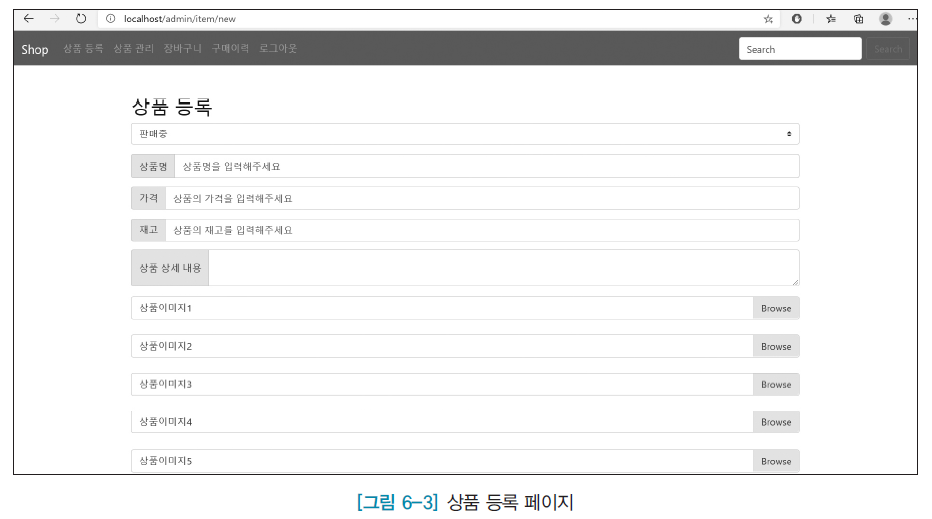 localhost/admin/item/new
Shop 상품 등록 상품 관리 장바구니 구매이력 로그아웃 Search Search
상품 등록
판매중
상품명 상품명을 입력해주세요
가격 상품의 가격을 입력해주세요
재고 상품의 재고를 입력해주세요
상품 상세 내용
상품이미지1 Browse
상품이미지2 Browse
상품이미지3 Browse
상품이미지4 Browse
상품이미지5 Browse
[그림 6-3] 상품 등록 페이지